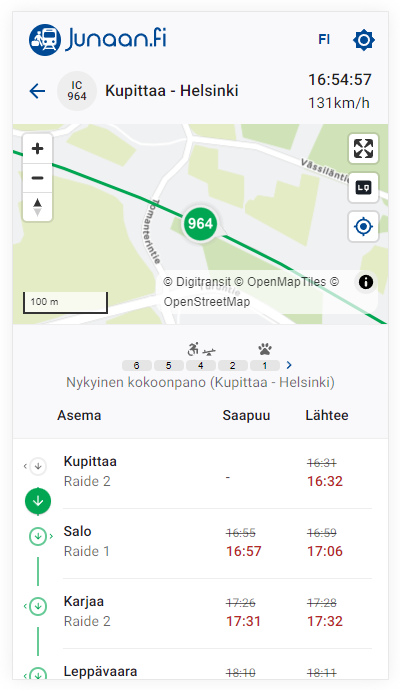 Junaan.fi
FI
IC
964
Kupittaa - Helsinki
16:54:57
131km/h
Vässiläntie
Tomanterintie
964
© Digitransit © OpenMapTiles ©
OpenStreetMap
100 m
6 5 4 2 1
Nykyinen kokoonpano (Kupittaa - Helsinki)
Asema Saapuu Lähtee
Kupittaa 16:31
Raide 2 - 16:32
Salo 16:55 16:59
Raide 1 16:57 17:06
Karjaa 17:26 17:28
Raide 2 17:31 17:32
Leppävaara 18:10 18:11